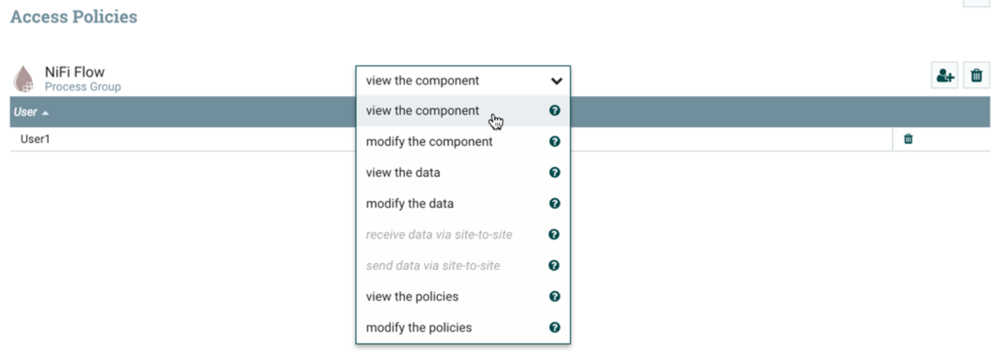 Access Policies
NiFi Flow
Process Group
view the component
User
view the component
User1
modify the component
view the data
modify the data
receive data via site-to-site
send data via site-to-site
view the policies
modify the policies